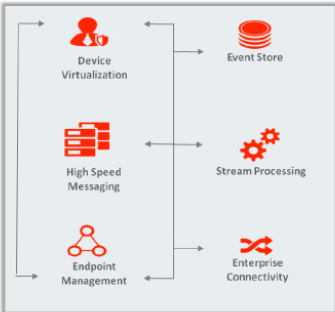 Device
Virtualization
Event Store
High Speed
Messaging
Stream Processing
Endpoint
Management
Enterprise
Connectivity